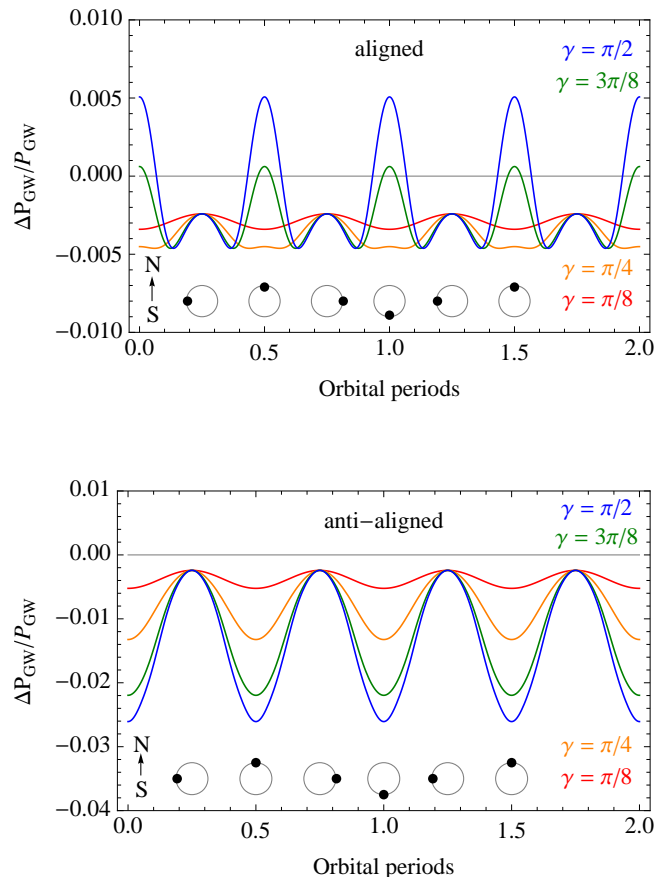 0.010
aligned
γ = π/2
γ = 3π/8
0.005
0.000
ΔP_GW/P_GW
−0.005
N
S
γ = π/4
γ = π/8
−0.010
0.0 0.5 1.0 1.5 2.0
Orbital periods
0.01
anti−aligned
γ = π/2
γ = 3π/8
0.00
−0.01
ΔP_GW/P_GW
−0.02
−0.03
N
S
γ = π/4
γ = π/8
−0.04
0.0 0.5 1.0 1.5 2.0
Orbital periods